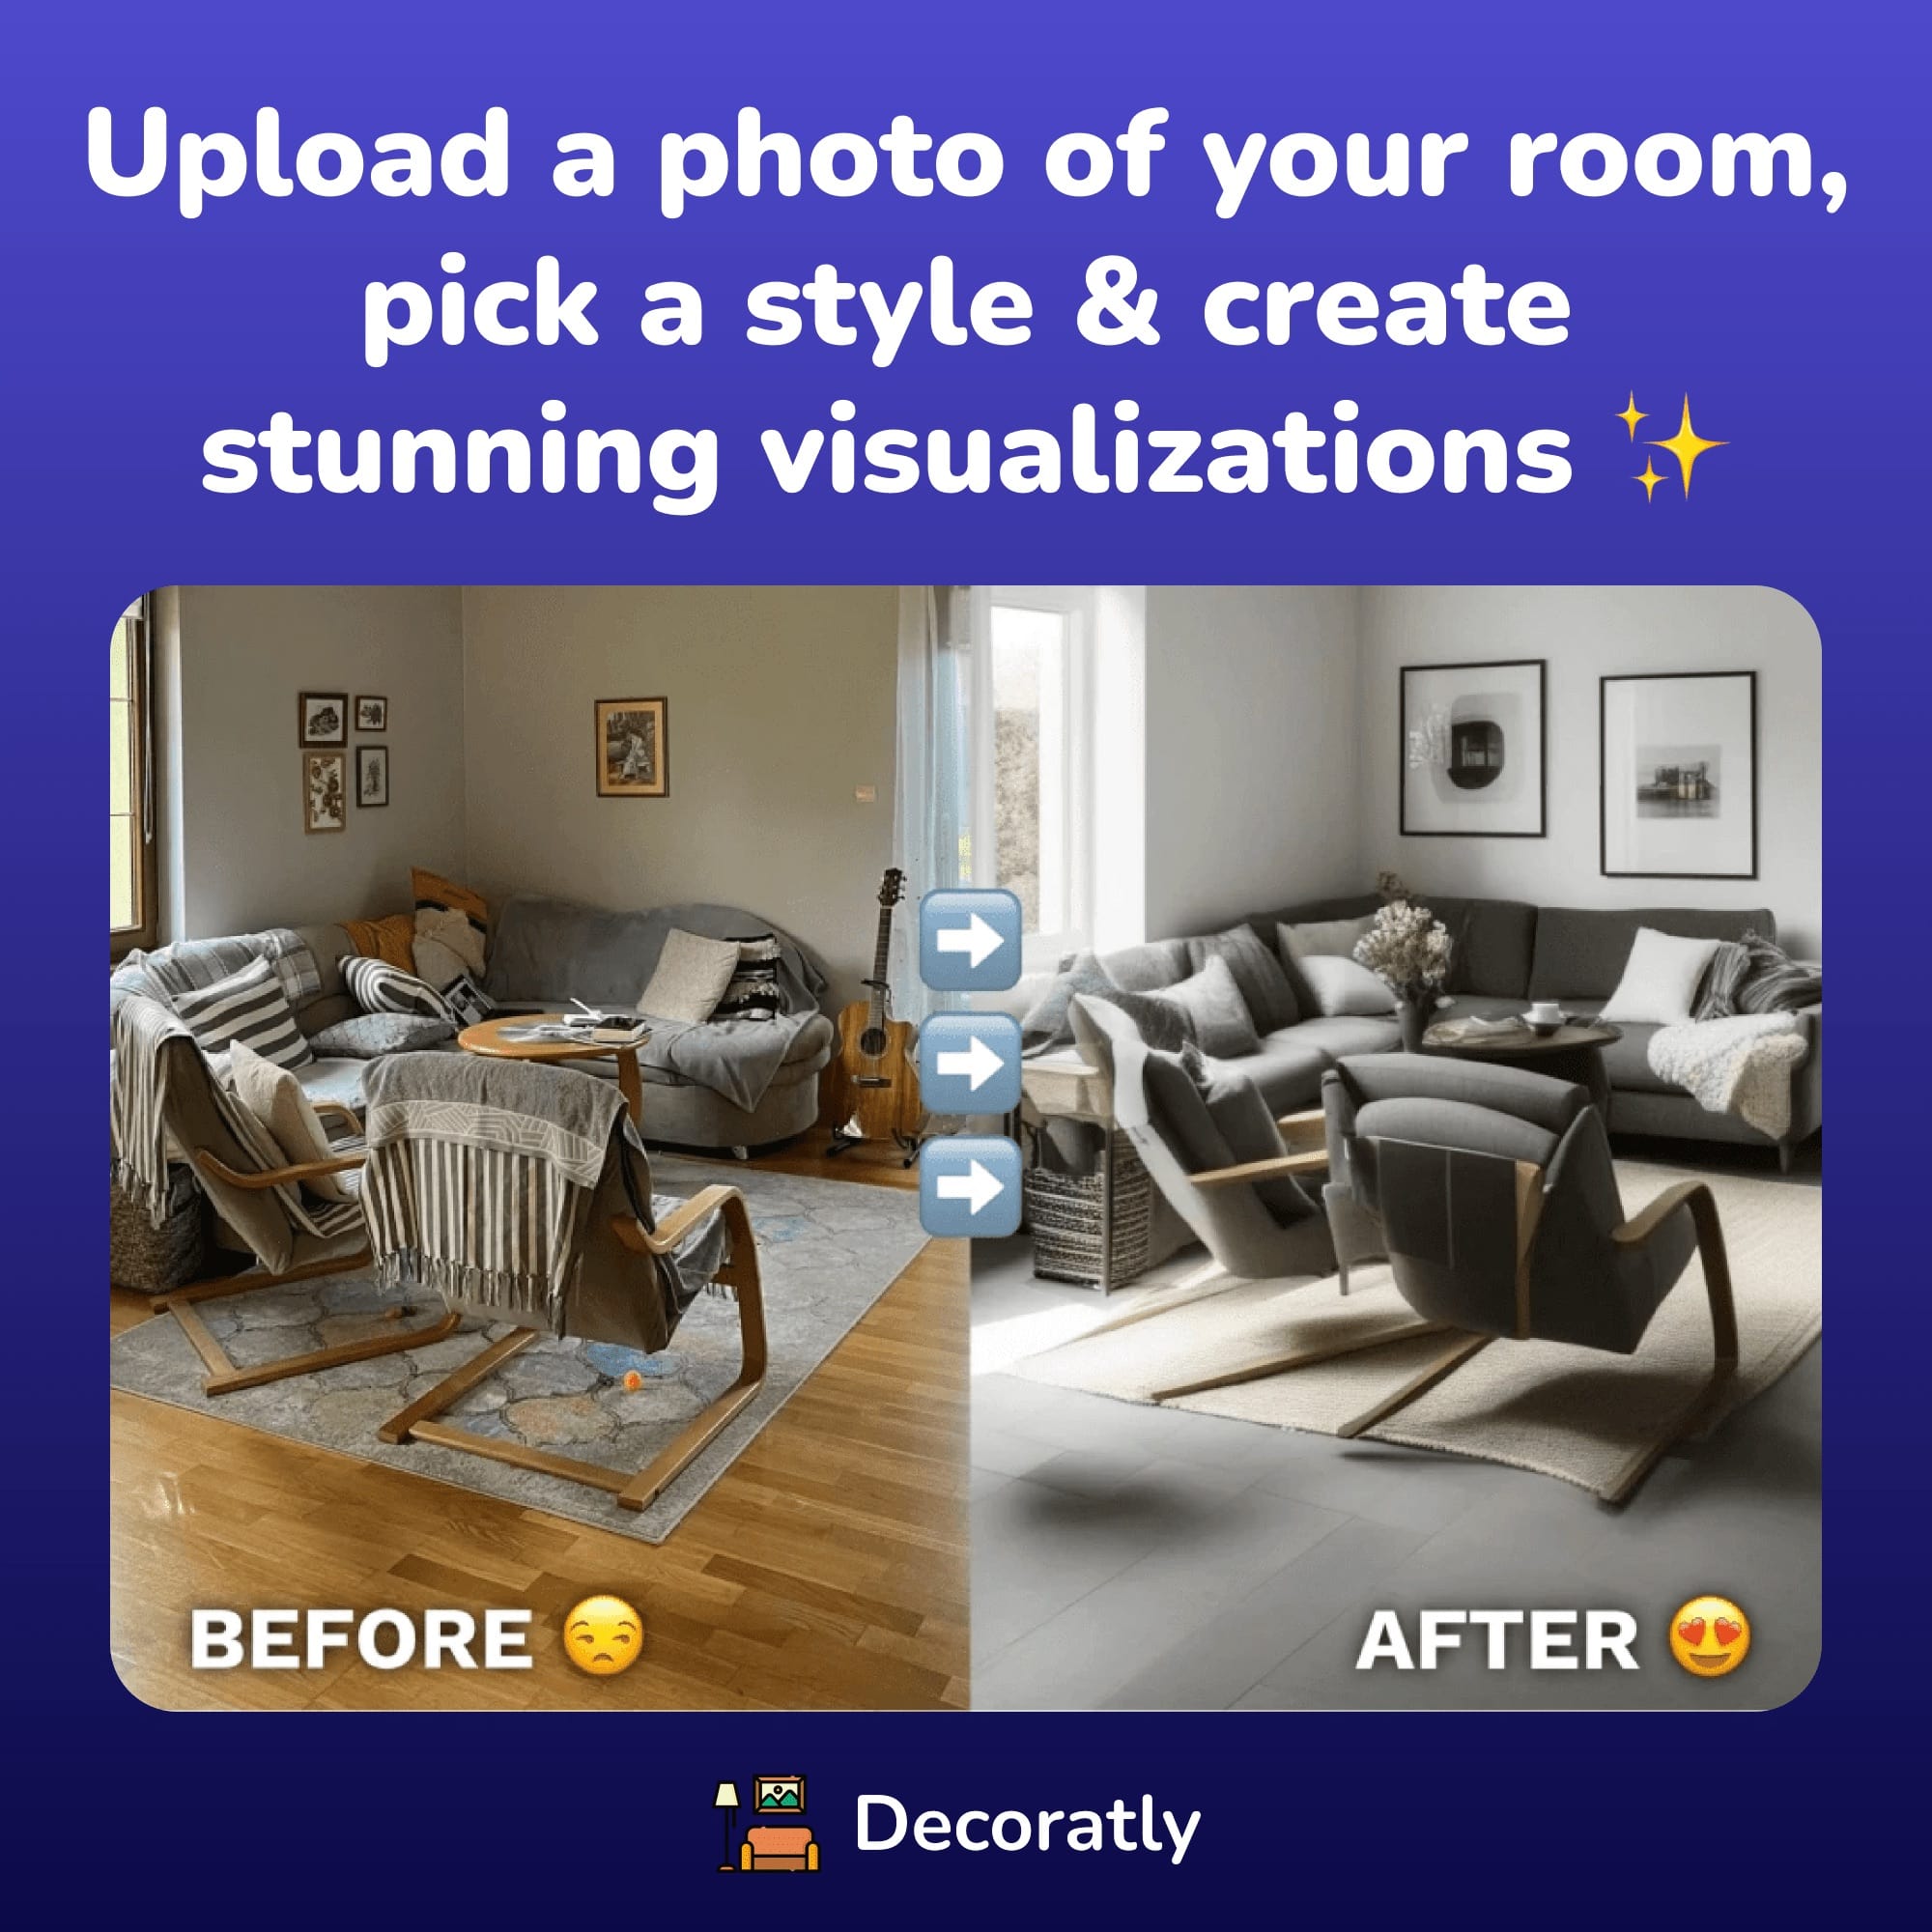 Upload a photo of your room,
pick a style & create
stunning visualizations ✨
BEFORE 😒
AFTER 😍
Decoratly